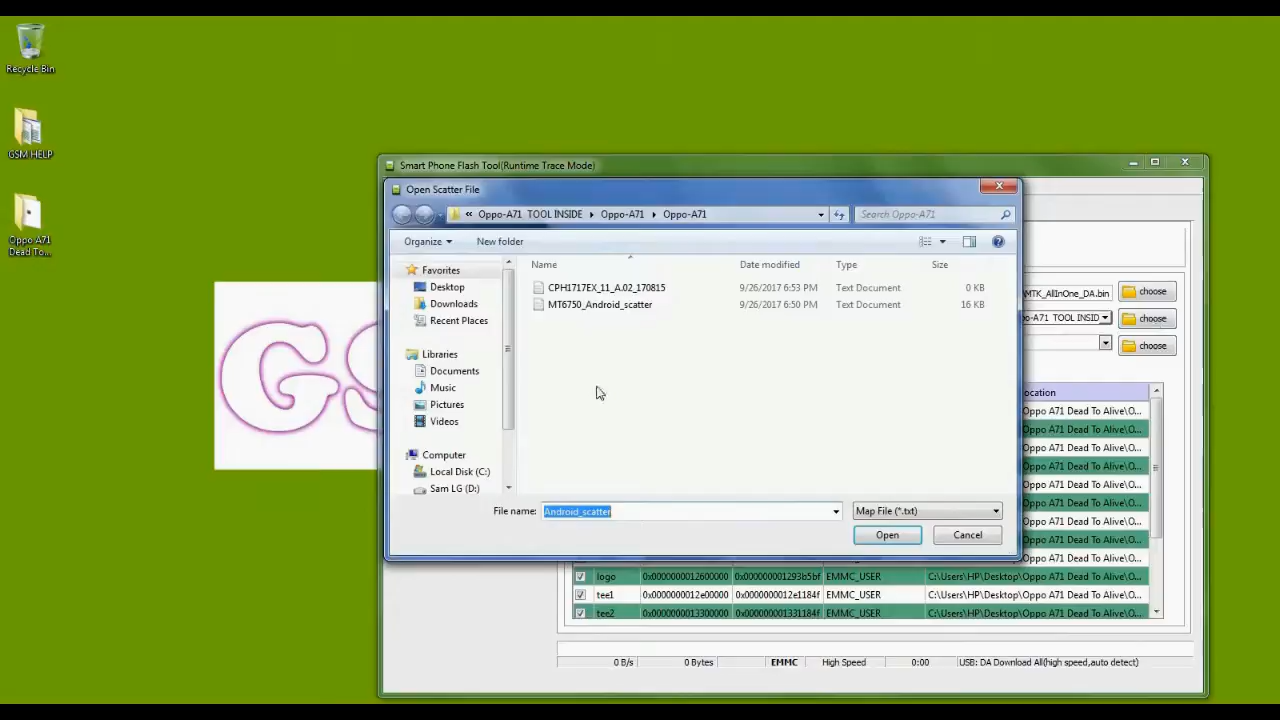 Recycle Bin
GSM HELP
Oppo A71
Dead To...
GS
Smart Phone Flash Tool(Runtime Trace Mode)
Open Scatter File
« Oppo-A71 TOOL INSIDE ▸ Oppo-A71 ▸ Oppo-A71
Search Oppo-A71
Organize ▾ New folder
Name Date modified Type Size
Favorites
Desktop
Downloads
Recent Places
Libraries
Documents
Music
Pictures
Videos
Computer
Local Disk (C:)
Sam LG (D:)
CPH1717EX_11_A.02_170815 9/26/2017 6:53 PM Text Document 0 KB
MT6750_Android_scatter 9/26/2017 6:50 PM Text Document 16 KB
File name: Android_scatter Map File (*.txt)
Open Cancel
MTK_AllInOne_DA.bin choose
o-A71 TOOL INSID choose
choose
ocation
Oppo A71 Dead To Alive\O...
Oppo A71 Dead To Alive\O...
Oppo A71 Dead To Alive\O...
Oppo A71 Dead To Alive\O...
Oppo A71 Dead To Alive\O...
Oppo A71 Dead To Alive\O...
Oppo A71 Dead To Alive\O...
Oppo A71 Dead To Alive\O...
Oppo A71 Dead To Alive\O...
logo 0x0000000012600000 0x000000001293b5bf EMMC_USER C:\Users\HP\Desktop\Oppo A71 Dead To Alive\O...
tee1 0x0000000012e00000 0x0000000012e1184f EMMC_USER C:\Users\HP\Desktop\Oppo A71 Dead To Alive\O...
tee2 0x0000000013300000 0x000000001331184f EMMC_USER C:\Users\HP\Desktop\Oppo A71 Dead To Alive\O...
0 B/s 0 Bytes EMMC High Speed 0:00 USB: DA Download All(high speed,auto detect)